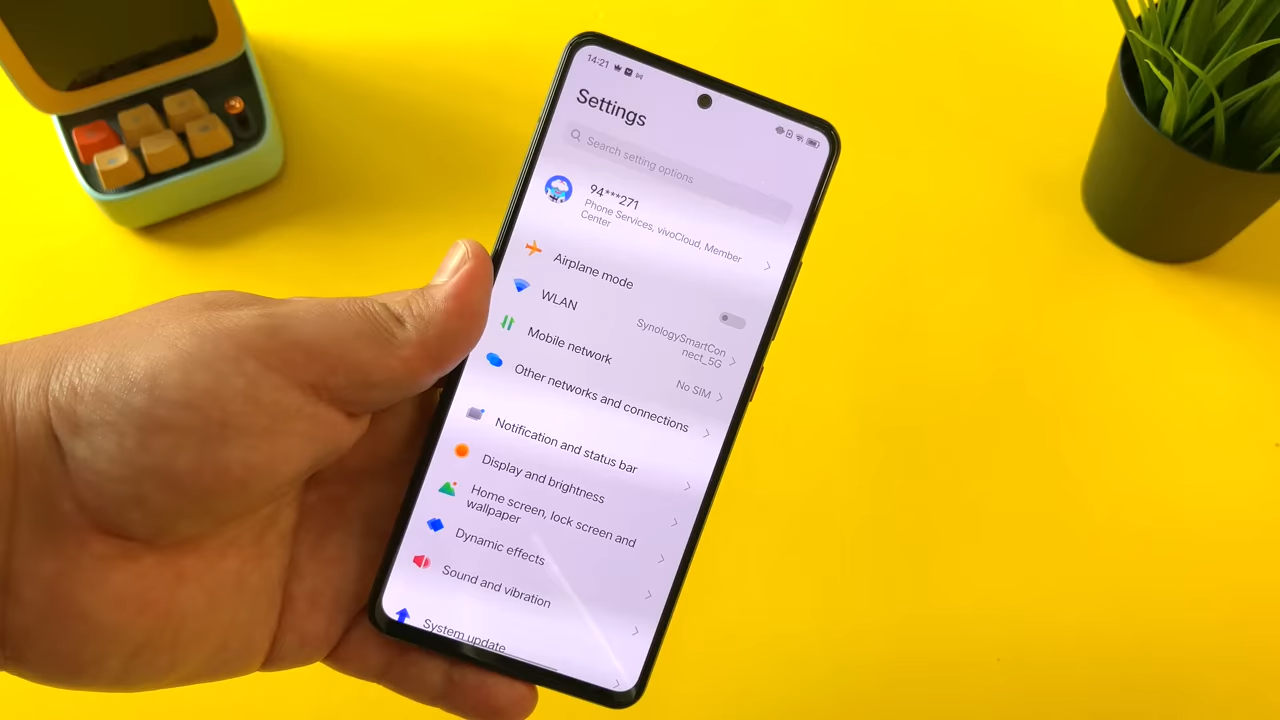 14:21
Settings
Search setting options
94***271
Phone Services, vivoCloud, Member
Center
Airplane mode
WLAN
SynologySmartCon
nect_5G
Mobile network
No SIM
Other networks and connections
Notification and status bar
Display and brightness
Home screen, lock screen and
wallpaper
Dynamic effects
Sound and vibration
System update